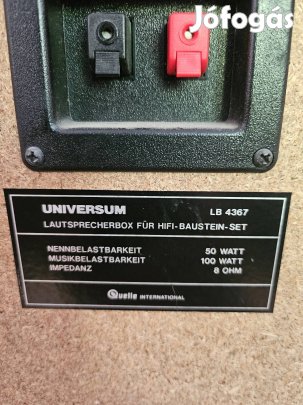 Jófogás
UNIVERSUM LB 4367
LAUTSPRECHERBOX FÜR HIFI-BAUSTEIN-SET
NENNBELASTBARKEIT 50 WATT
MUSIKBELASTBARKEIT 100 WATT
IMPEDANZ 8 OHM
Quelle INTERNATIONAL